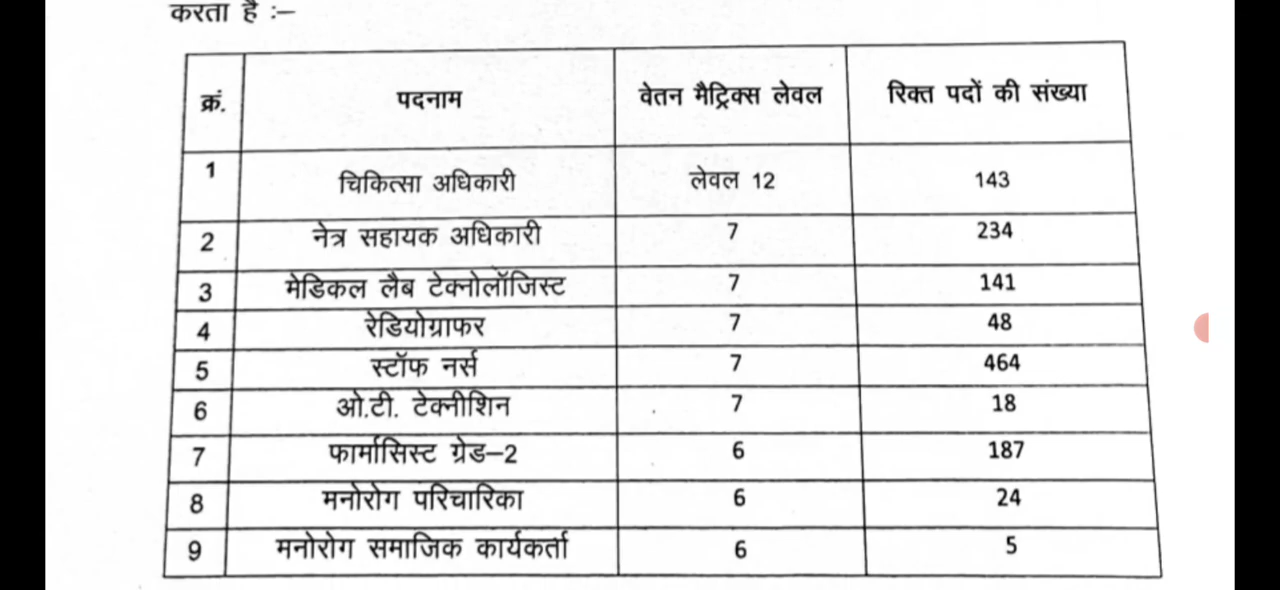 करता है :–
क्रं. पदनाम वेतन मैट्रिक्स लेवल रिक्त पदों की संख्या
1 चिकित्सा अधिकारी लेवल 12 143
2 नेत्र सहायक अधिकारी 7 234
3 मेडिकल लैब टेक्नोलॉजिस्ट 7 141
4 रेडियोग्राफर 7 48
5 स्टॉफ नर्स 7 464
6 ओ.टी. टेक्नीशिन 7 18
7 फार्मासिस्ट ग्रेड–2 6 187
8 मनोरोग परिचारिका 6 24
9 मनोरोग समाजिक कार्यकर्ता 6 5